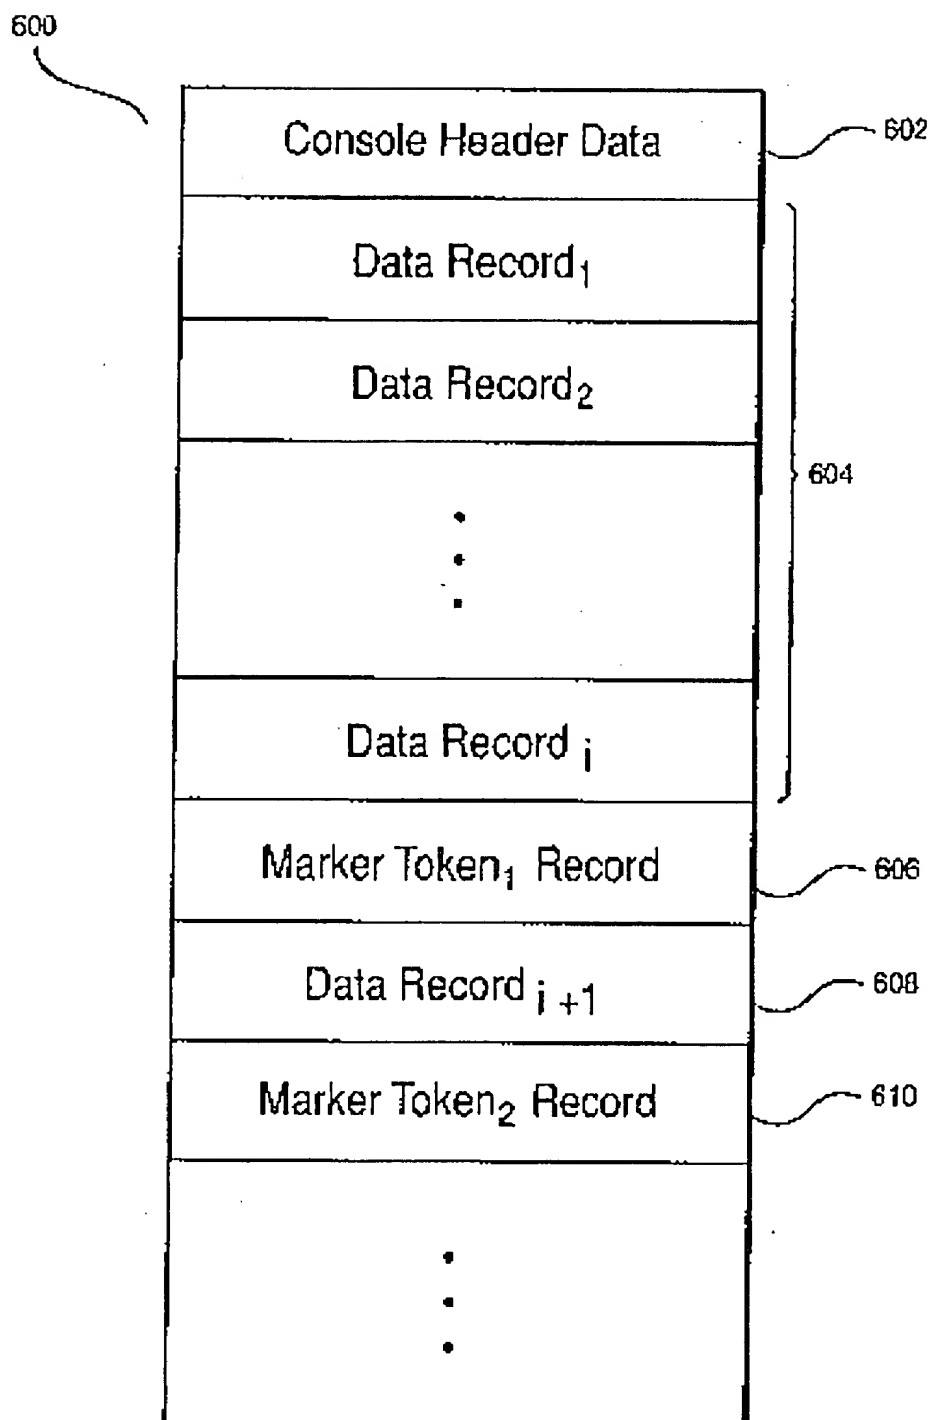 600
Console Header Data
602
Data Record1
Data Record2
604
Data Record i
Marker Token1 Record
606
Data Record i +1
608
Marker Token2 Record
610